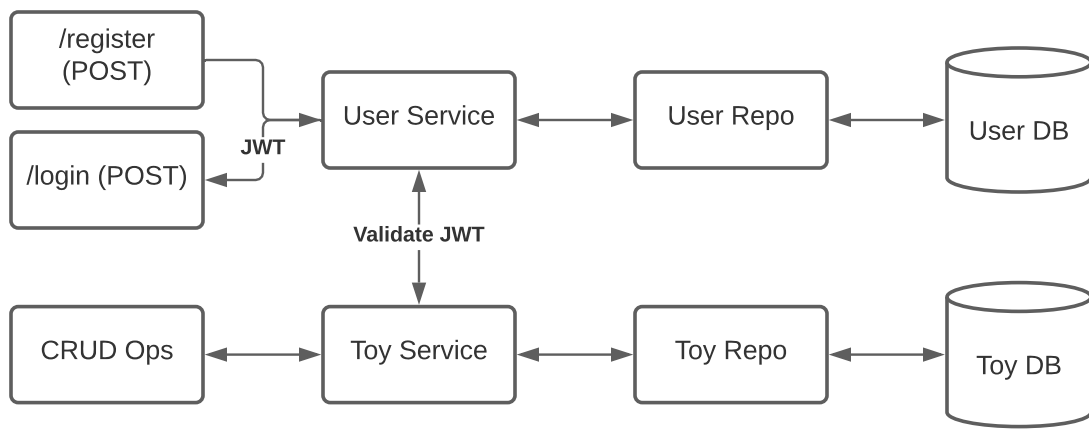 /register
(POST)
User Service
User Repo
User DB
JWT
/login (POST)
Validate JWT
CRUD Ops
Toy Service
Toy Repo
Toy DB